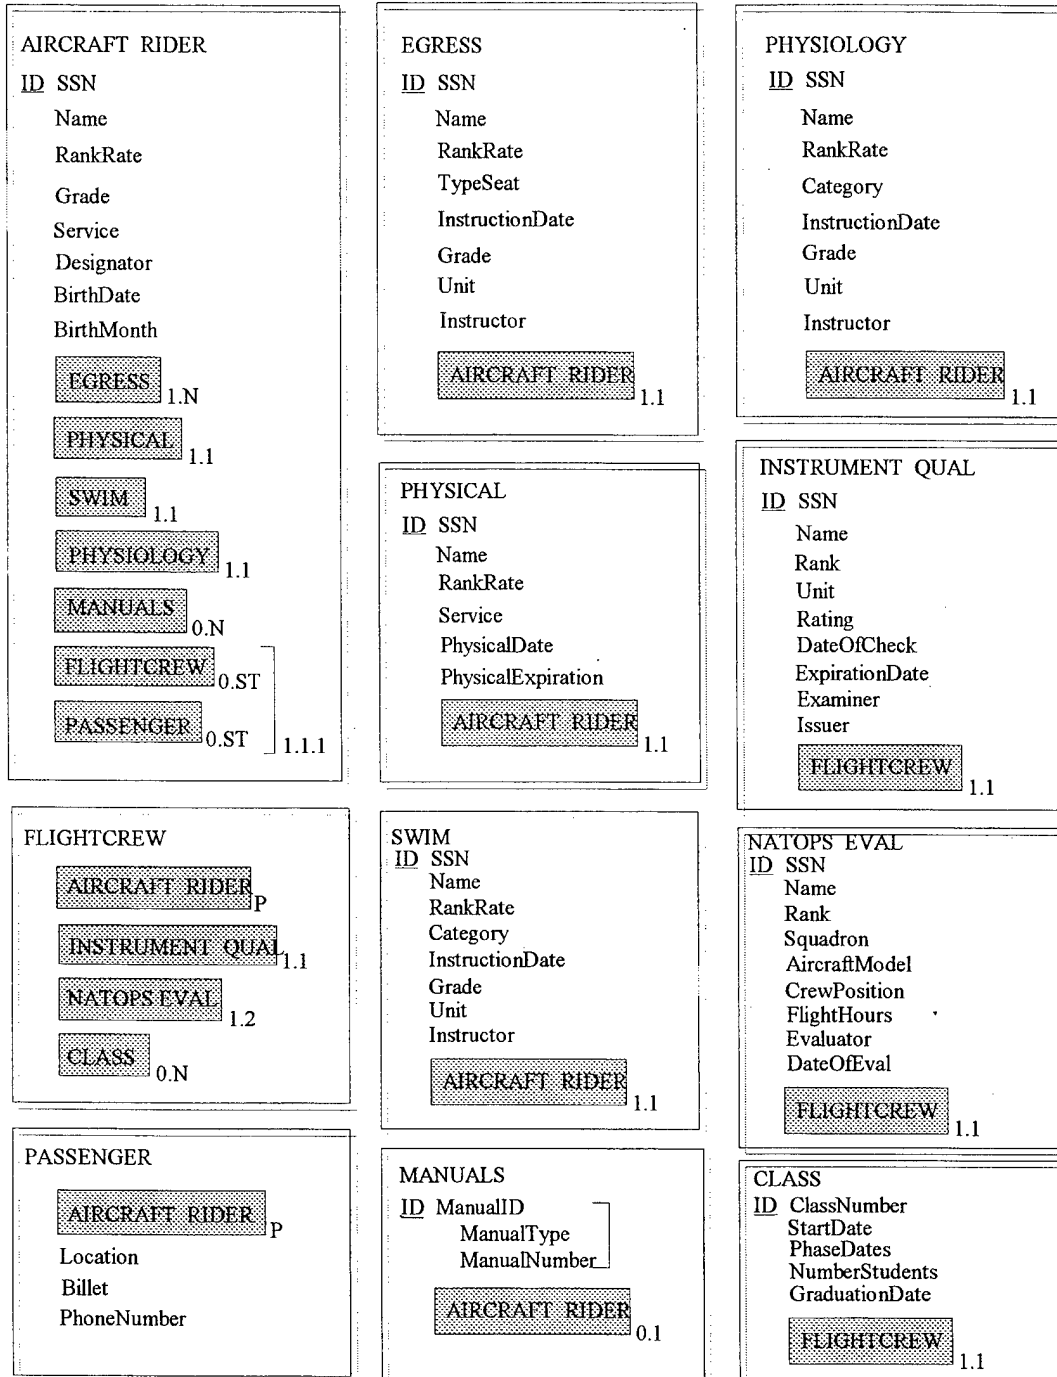 AIRCRAFT RIDER
ID SSN
Name
RankRate
Grade
Service
Designator
BirthDate
BirthMonth
EGRESS 1.N
PHYSICAL 1.1
SWIM 1.1
PHYSIOLOGY 1.1
MANUALS 0.N
FLIGHTCREW 0.ST
PASSENGER 0.ST 1.1.1
FLIGHTCREW
AIRCRAFT RIDER P
INSTRUMENT QUAL 1.1
NATOPS EVAL 1.2
CLASS 0.N
PASSENGER
AIRCRAFT RIDER P
Location
Billet
PhoneNumber
EGRESS
ID SSN
Name
RankRate
TypeSeat
InstructionDate
Grade
Unit
Instructor
AIRCRAFT RIDER 1.1
PHYSICAL
ID SSN
Name
RankRate
Service
PhysicalDate
PhysicalExpiration
AIRCRAFT RIDER 1.1
SWIM
ID SSN
Name
RankRate
Category
InstructionDate
Grade
Unit
Instructor
AIRCRAFT RIDER 1.1
MANUALS
ID ManualID
ManualType
ManualNumber
AIRCRAFT RIDER 0.1
PHYSIOLOGY
ID SSN
Name
RankRate
Category
InstructionDate
Grade
Unit
Instructor
AIRCRAFT RIDER 1.1
INSTRUMENT QUAL
ID SSN
Name
Rank
Unit
Rating
DateOfCheck
ExpirationDate
Examiner
Issuer
FLIGHTCREW 1.1
NATOPS EVAL
ID SSN
Name
Rank
Squadron
AircraftModel
CrewPosition
FlightHours
Evaluator
DateOfEval
FLIGHTCREW 1.1
CLASS
ID ClassNumber
StartDate
PhaseDates
NumberStudents
GraduationDate
FLIGHTCREW 1.1